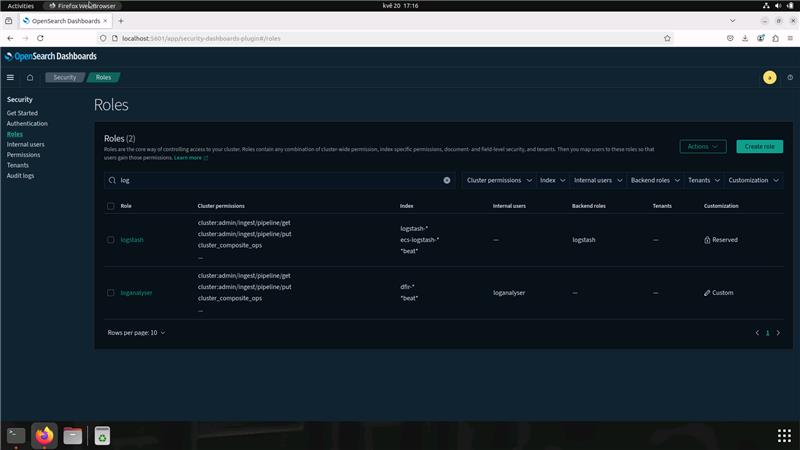 Activities
Firefox Web Browser
kvě 20 17:16
OpenSearch Dashboards
localhost:5601/app/security-dashboards-plugin#/roles
OpenSearch Dashboards
Security
Roles
a
Security
Get Started
Authentication
Roles
Internal users
Permissions
Tenants
Audit logs
Roles
Roles (2)
Roles are the core way of controlling access to your cluster. Roles contain any combination of cluster-wide permission, index-specific permissions, document- and field-level security, and tenants. Then you map users to these roles so that
users gain those permissions. Learn more
Actions
Create role
log
Cluster permissions
Index
Internal users
Backend roles
Tenants
Customization
Role
Cluster permissions
Index
Internal users
Backend roles
Tenants
Customization
logstash
cluster:admin/ingest/pipeline/get
cluster:admin/ingest/pipeline/put
cluster_composite_ops
...
logstash-*
ecs-logstash-*
*beat*
—
logstash
—
Reserved
loganalyser
cluster:admin/ingest/pipeline/get
cluster:admin/ingest/pipeline/put
cluster_composite_ops
...
dfir-*
*beat*
loganalyser
—
—
Custom
Rows per page: 10
1